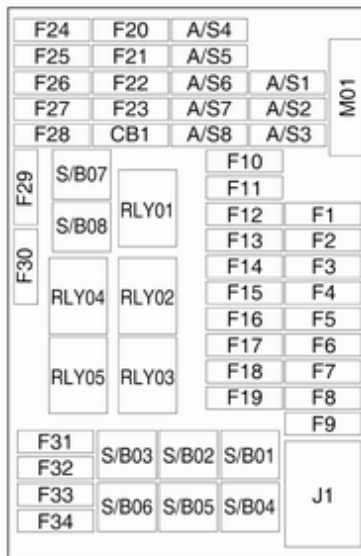 F24 F20 A/S4
F25 F21 A/S5
F26 F22 A/S6 A/S1
F27 F23 A/S7 A/S2
F28 CB1 A/S8 A/S3
M01
F29
F30
S/B07
S/B08
RLY01
RLY04 RLY02
RLY05 RLY03
F10
F11
F12 F1
F13 F2
F14 F3
F15 F4
F16 F5
F17 F6
F18 F7
F19 F8
F9
F31
F32
F33
F34
S/B03 S/B02 S/B01
S/B06 S/B05 S/B04
J1